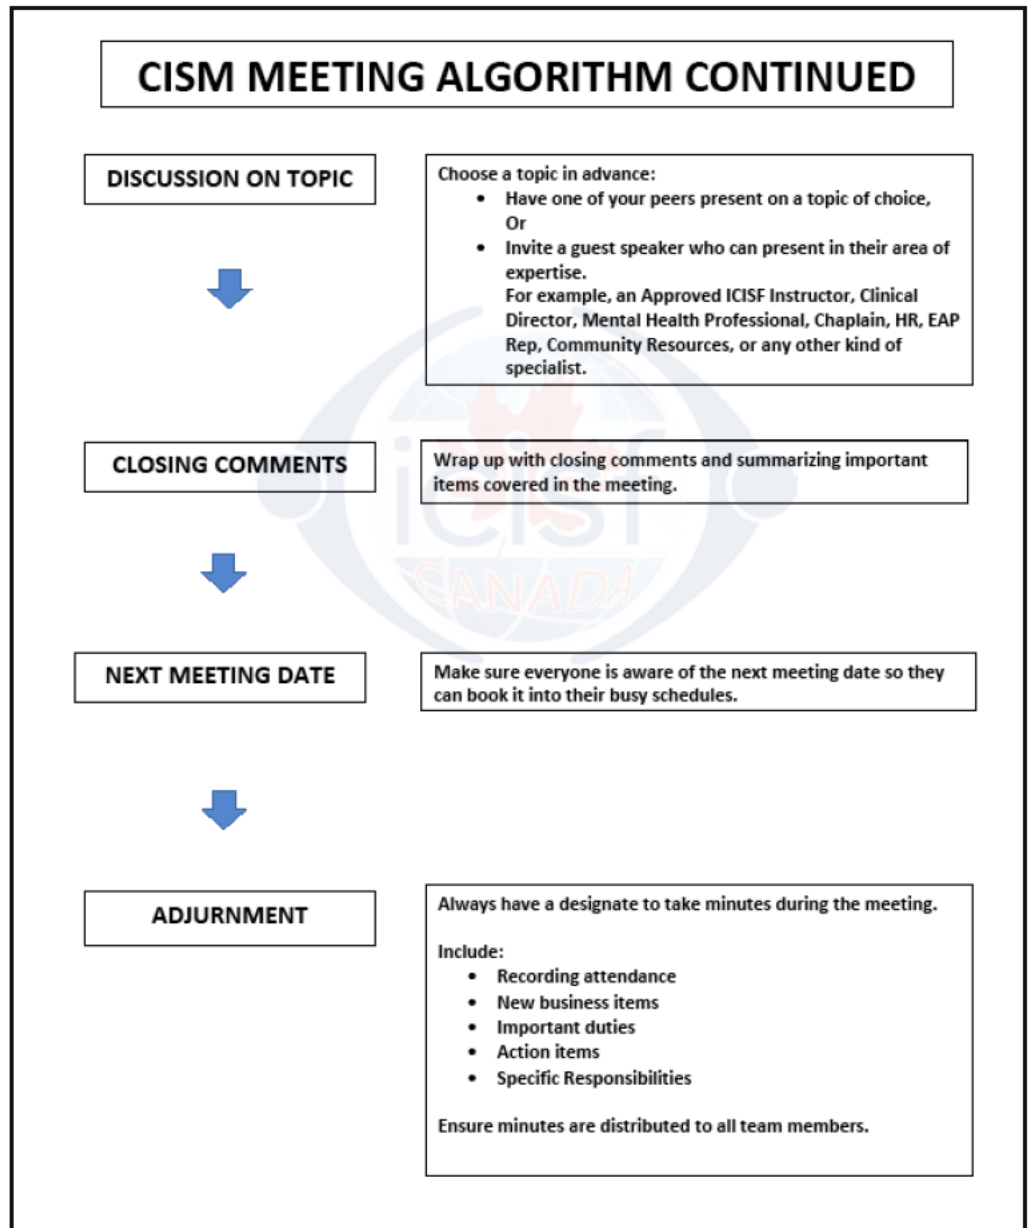 CISM MEETING ALGORITHM CONTINUED
DISCUSSION ON TOPIC
Choose a topic in advance:
• Have one of your peers present on a topic of choice,
Or
• Invite a guest speaker who can present in their area of
expertise.
For example, an Approved ICISF Instructor, Clinical
Director, Mental Health Professional, Chaplain, HR, EAP
Rep, Community Resources, or any other kind of
specialist.
CLOSING COMMENTS
Wrap up with closing comments and summarizing important
items covered in the meeting.
icisf
CANADA
NEXT MEETING DATE
Make sure everyone is aware of the next meeting date so they
can book it into their busy schedules.
ADJURNMENT
Always have a designate to take minutes during the meeting.
Include:
• Recording attendance
• New business items
• Important duties
• Action items
• Specific Responsibilities
Ensure minutes are distributed to all team members.